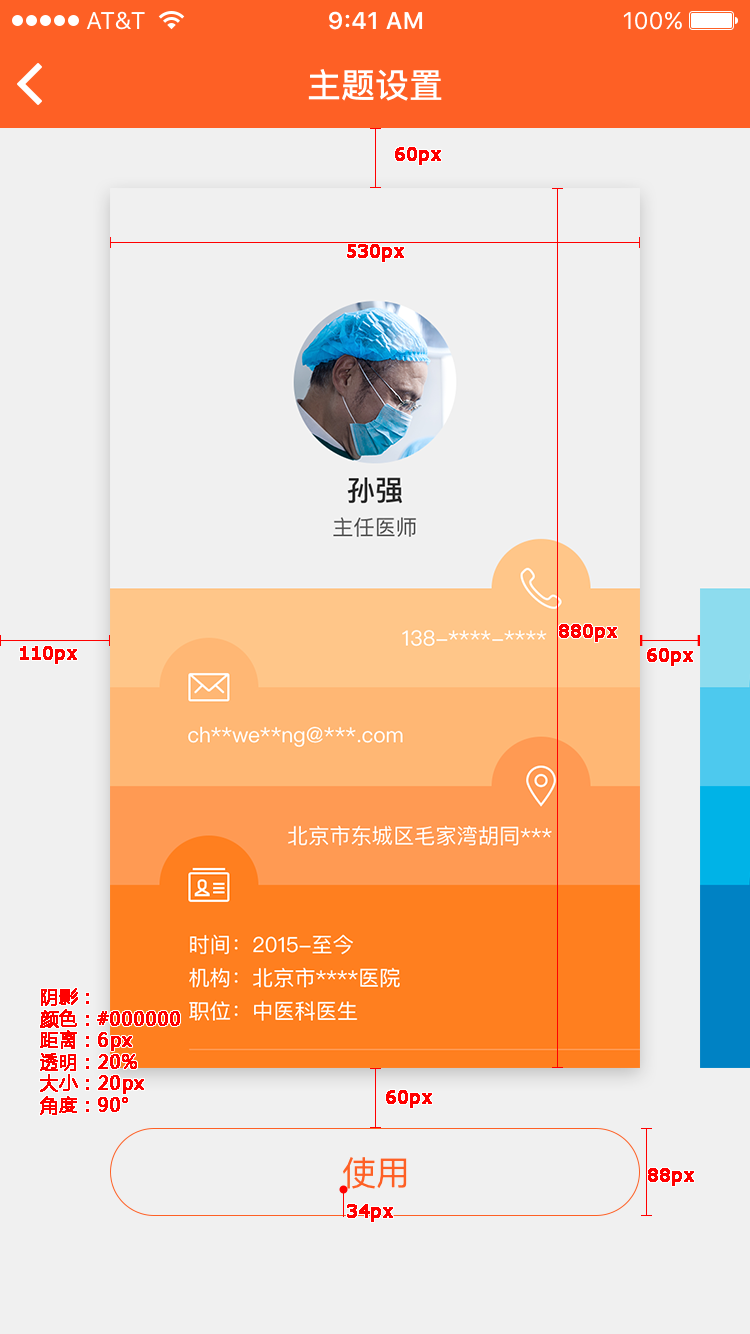 AT&T 9:41 AM 100%
主题设置
60px
530px
孙强
主任医师
138-****-****
880px
110px
60px
ch**we**ng@***.com
北京市东城区毛家湾胡同***
时间：2015-至今
机构：北京市****医院
职位：中医科医生
阴影：
颜色：#000000
距离：6px
透明：20%
大小：20px
角度：90°
60px
使用
88px
34px